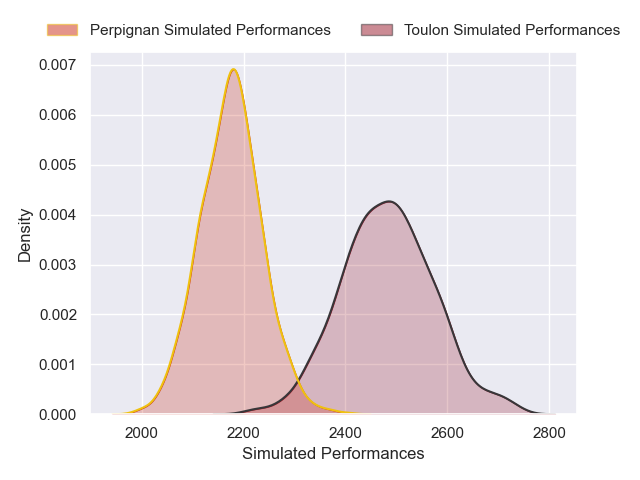 Perpignan Simulated Performances Toulon Simulated Performances
0.007
0.006
0.005
0.004
0.003
0.002
0.001
0.000
Density
2000 2200 2400 2600 2800
Simulated Performances